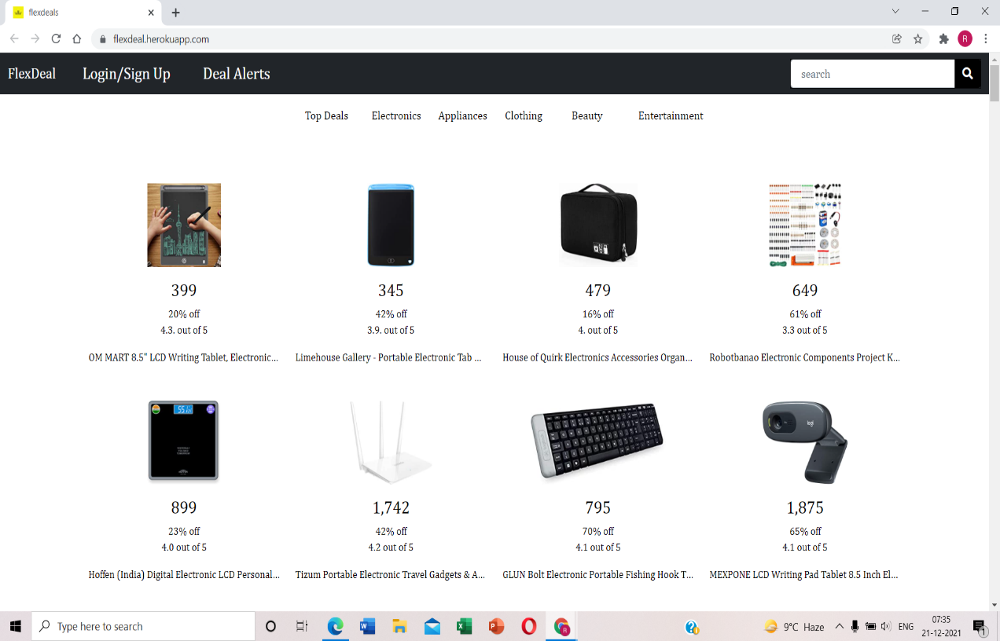 flexdeals
flexdeal.herokuapp.com
R
FlexDeal Login/Sign Up Deal Alerts search
Top Deals Electronics Appliances Clothing Beauty Entertainment
399 345 479 649
20% off 42% off 16% off 61% off
4.3. out of 5 3.9. out of 5 4. out of 5 3.3 out of 5
OM MART 8.5" LCD Writing Tablet, Electronic... Limehouse Gallery - Portable Electronic Tab ... House of Quirk Electronics Accessories Organ... Robotbanao Electronic Components Project K...
logi
899 1,742 795 1,875
23% off 42% off 70% off 65% off
4.0 out of 5 4.2 out of 5 4.1 out of 5 4.1 out of 5
Hoffen (India) Digital Electronic LCD Personal... Tizum Portable Electronic Travel Gadgets & A... GLUN Bolt Electronic Portable Fishing Hook T... MEXPONE LCD Writing Pad Tablet 8.5 Inch El...
Type here to search 9°C Haze ENG 07:35
21-12-2021 1